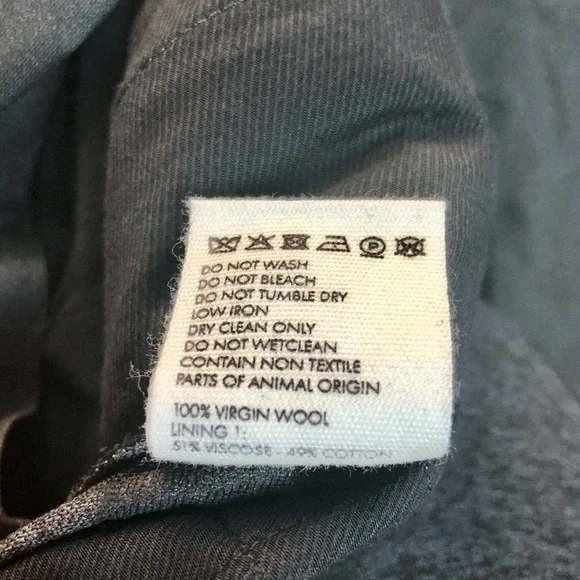 DO NOT WASH
DO NOT BLEACH
DO NOT TUMBLE DRY
LOW IRON
DRY CLEAN ONLY
DO NOT WETCLEAN
CONTAIN NON TEXTILE
PARTS OF ANIMAL ORIGIN
100% VIRGIN WOOL
LINING 1:
51% VISCOSE - 49% COTTON